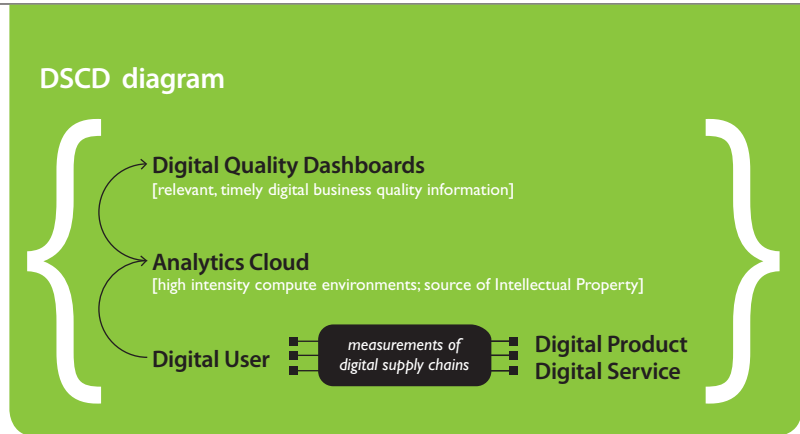 DSCD diagram
Digital Quality Dashboards
[relevant, timely digital business quality information]
Analytics Cloud
[high intensity compute environments; source of Intellectual Property]
Digital User
measurements of
digital supply chains
Digital Product
Digital Service